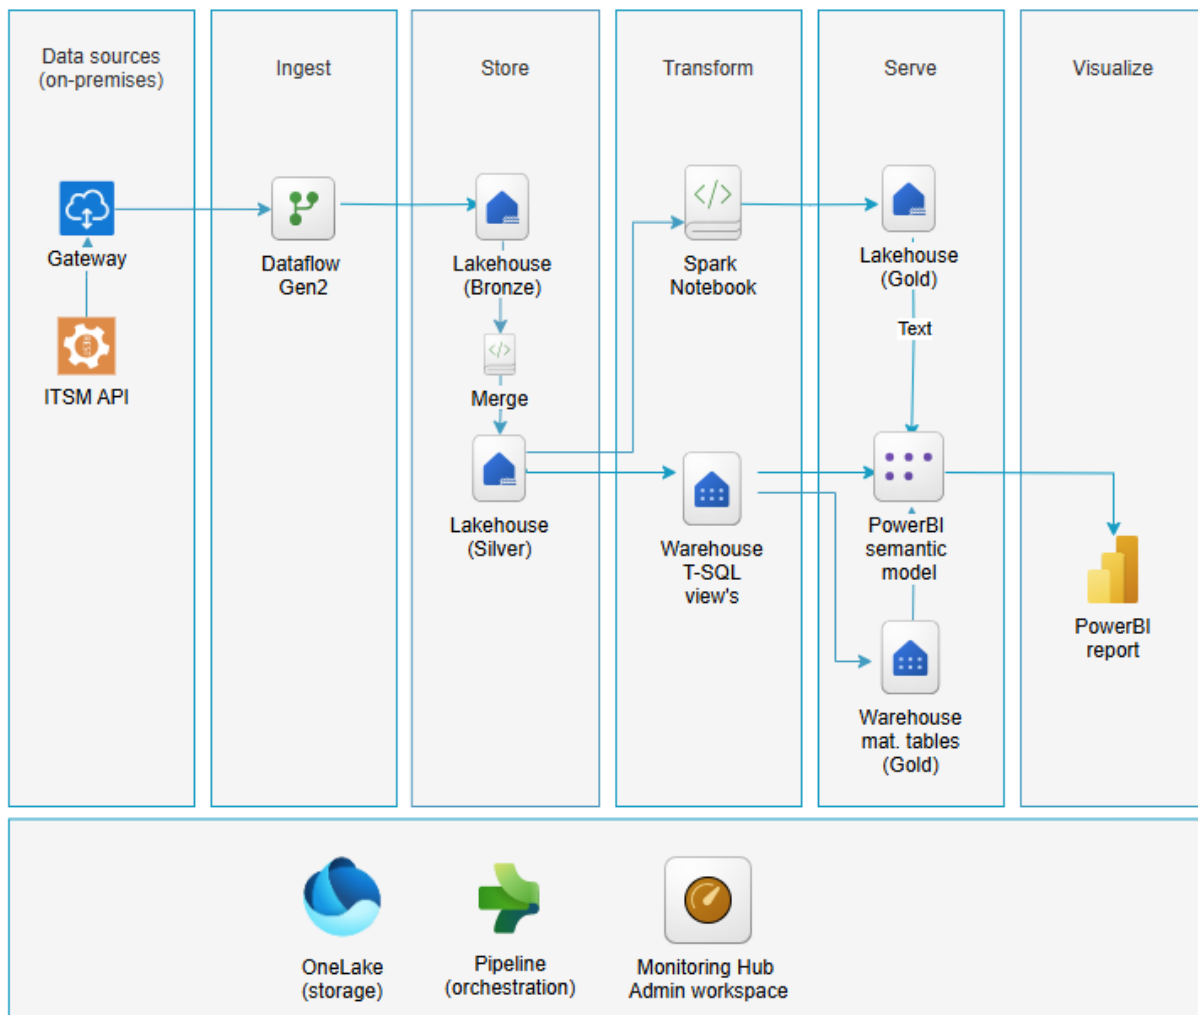 Data sources
(on-premises)
Ingest
Store
Transform
Serve
Visualize
Gateway
ITSM API
Dataflow
Gen2
Lakehouse
(Bronze)
Merge
Lakehouse
(Silver)
Spark
Notebook
Warehouse
T-SQL
view's
Lakehouse
(Gold)
Text
PowerBI
semantic
model
Warehouse
mat. tables
(Gold)
PowerBI
report
OneLake
(storage)
Pipeline
(orchestration)
Monitoring Hub
Admin workspace